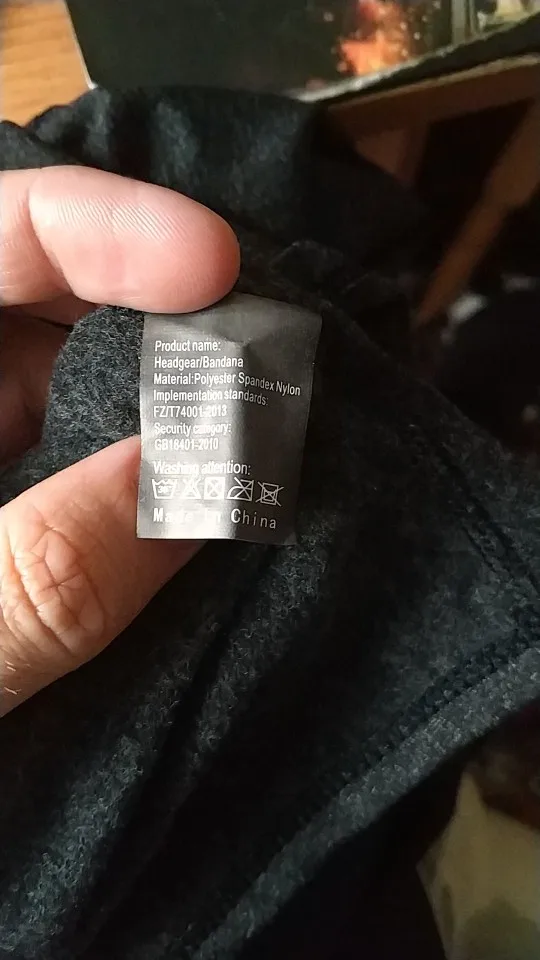 Product name:
Headgear/Bandana
Material:Polyester Spandex Nylon
Implementation standards:
FZ/T74001-2013
Security category:
GB18401-2010
Washing attention:
30°
Made in China